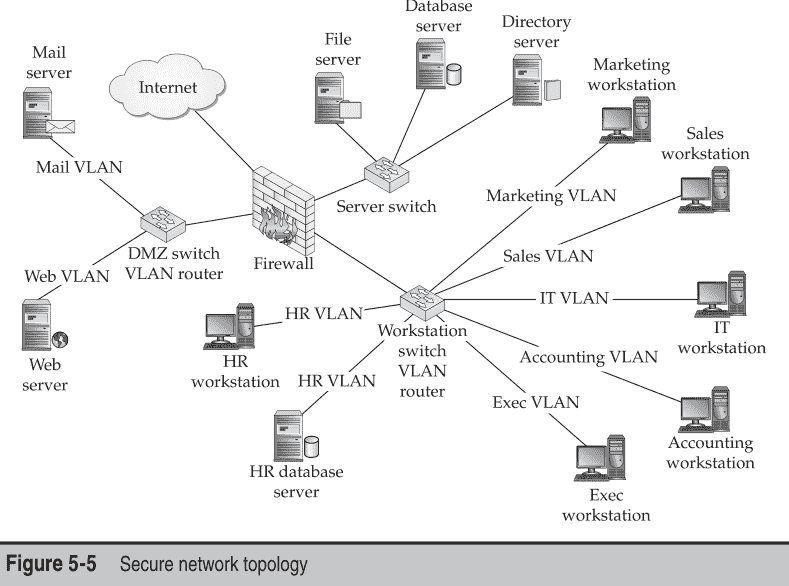 Database
server
Directory
server
File
server
Mail
server
Internet
Marketing
workstation
Sales
workstation
Mail VLAN
Marketing VLAN
Server switch
DMZ switch
VLAN router
Firewall
Sales VLAN
Web VLAN
IT VLAN
HR VLAN
Workstation
switch
VLAN
router
IT
workstation
HR
workstation
Accounting VLAN
Web
server
HR VLAN
Exec VLAN
Accounting
workstation
HR database
server
Exec
workstation
Figure 5-5 Secure network topology